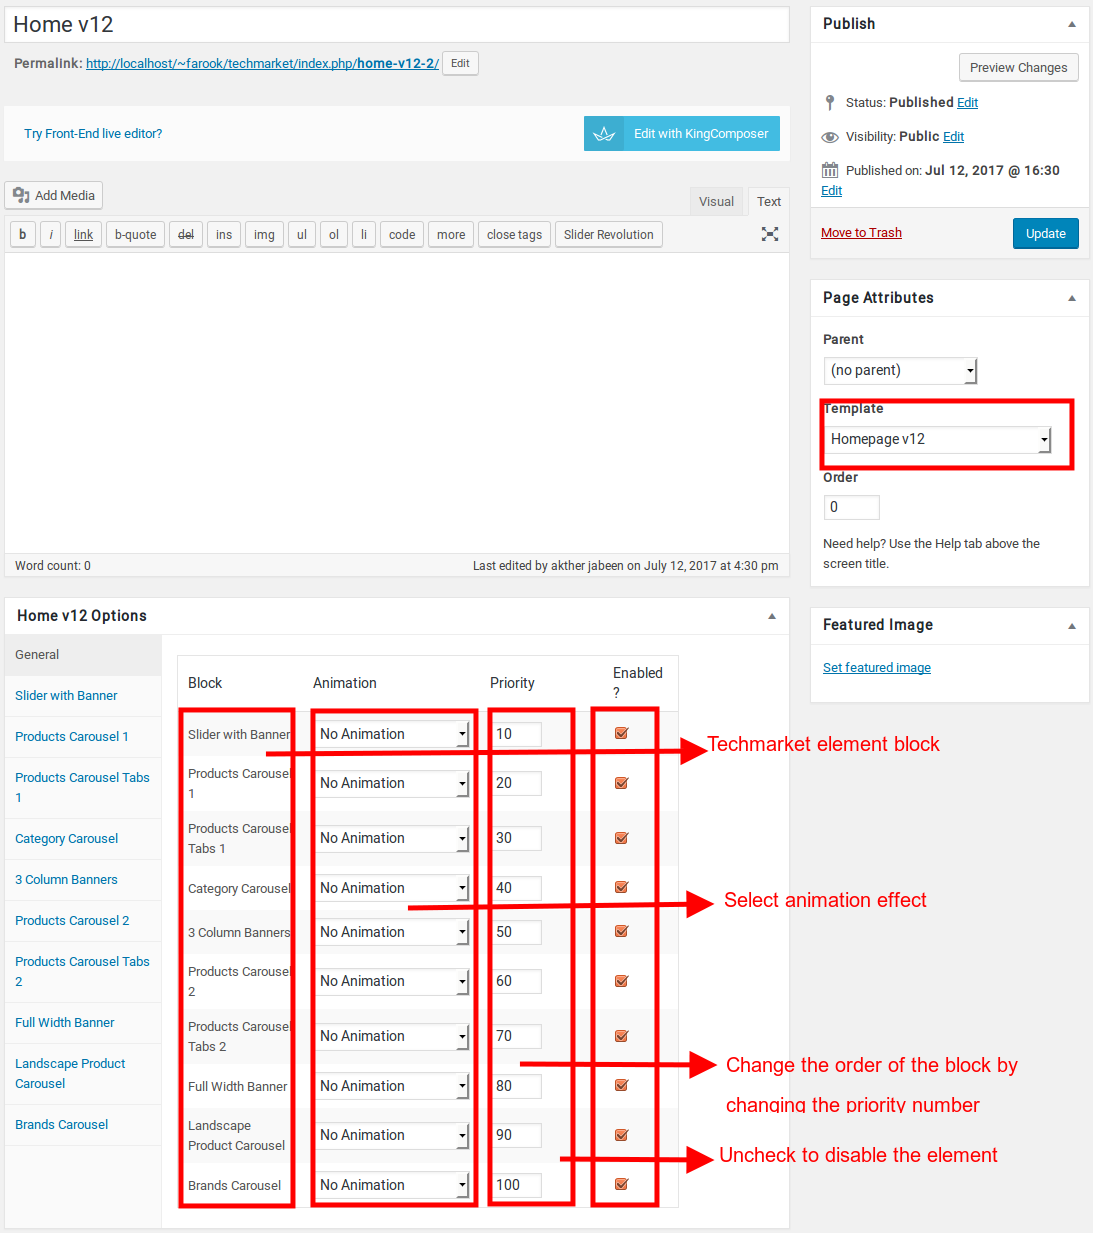 Home v12
Permalink: http://localhost/~farook/techmarket/index.php/home-v12-2/ Edit
Try Front-End live editor?
Edit with KingComposer
Add Media
Visual Text
b i link b-quote del ins img ul ol li code more close tags Slider Revolution
Word count: 0
Last edited by akther jabeen on July 12, 2017 at 4:30 pm
Publish
Preview Changes
Status: Published Edit
Visibility: Public Edit
Published on: Jul 12, 2017 @ 16:30
Edit
Move to Trash
Update
Page Attributes
Parent
(no parent)
Template
Homepage v12
Order
0
Need help? Use the Help tab above the
screen title.
Featured Image
Set featured image
Home v12 Options
General
Slider with Banner
Products Carousel 1
Products Carousel Tabs
1
Category Carousel
3 Column Banners
Products Carousel 2
Products Carousel Tabs
2
Full Width Banner
Landscape Product
Carousel
Brands Carousel
Block Animation Priority Enabled
?
Slider with Banner No Animation 10
Products Carousel
1 No Animation 20
Products Carousel
Tabs 1 No Animation 30
Category Carousel No Animation 40
3 Column Banners No Animation 50
Products Carousel
2 No Animation 60
Products Carousel
Tabs 2 No Animation 70
Full Width Banner No Animation 80
Landscape
Product Carousel No Animation 90
Brands Carousel No Animation 100
Techmarket element block
Select animation effect
Change the order of the block by
changing the priority number
Uncheck to disable the element